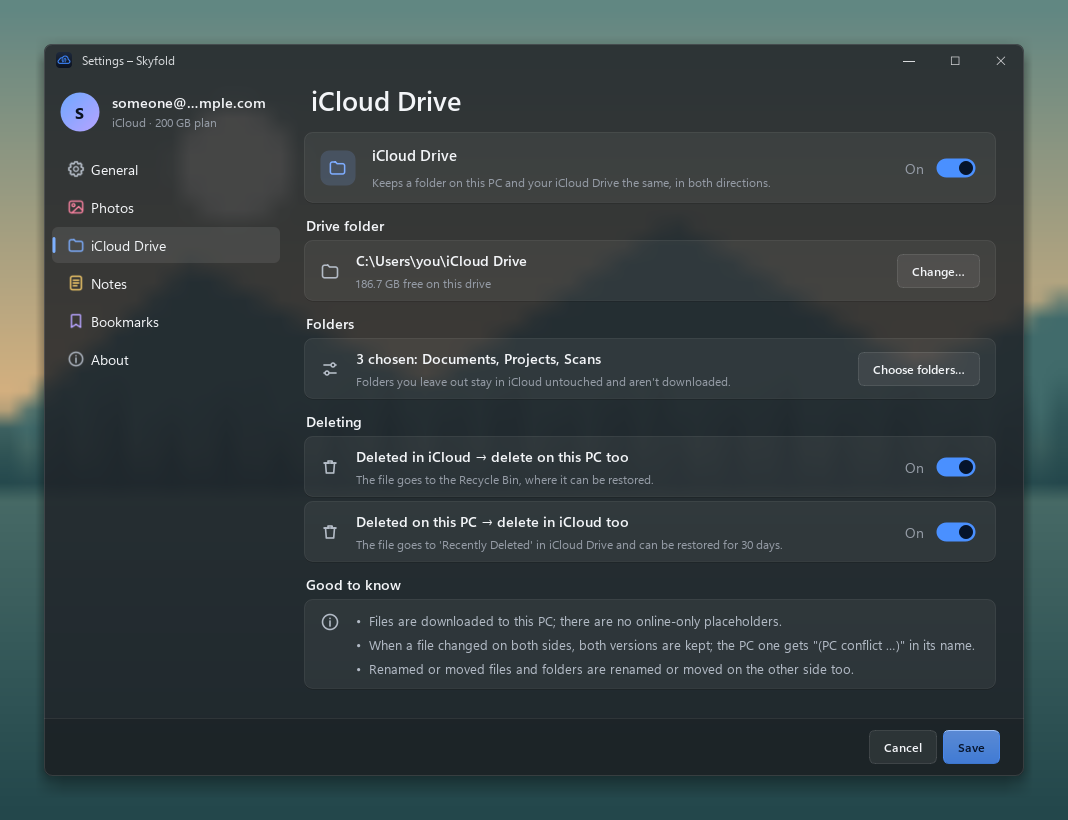 Settings – Skyfold
S
someone@...mple.com
iCloud · 200 GB plan
General
Photos
iCloud Drive
Notes
Bookmarks
About
iCloud Drive
iCloud Drive
Keeps a folder on this PC and your iCloud Drive the same, in both directions.
On
Drive folder
C:\Users\you\iCloud Drive
186.7 GB free on this drive
Change...
Folders
3 chosen: Documents, Projects, Scans
Folders you leave out stay in iCloud untouched and aren't downloaded.
Choose folders...
Deleting
Deleted in iCloud → delete on this PC too
The file goes to the Recycle Bin, where it can be restored.
On
Deleted on this PC → delete in iCloud too
The file goes to 'Recently Deleted' in iCloud Drive and can be restored for 30 days.
On
Good to know
• Files are downloaded to this PC; there are no online-only placeholders.
• When a file changed on both sides, both versions are kept; the PC one gets "(PC conflict ...)" in its name.
• Renamed or moved files and folders are renamed or moved on the other side too.
Cancel
Save